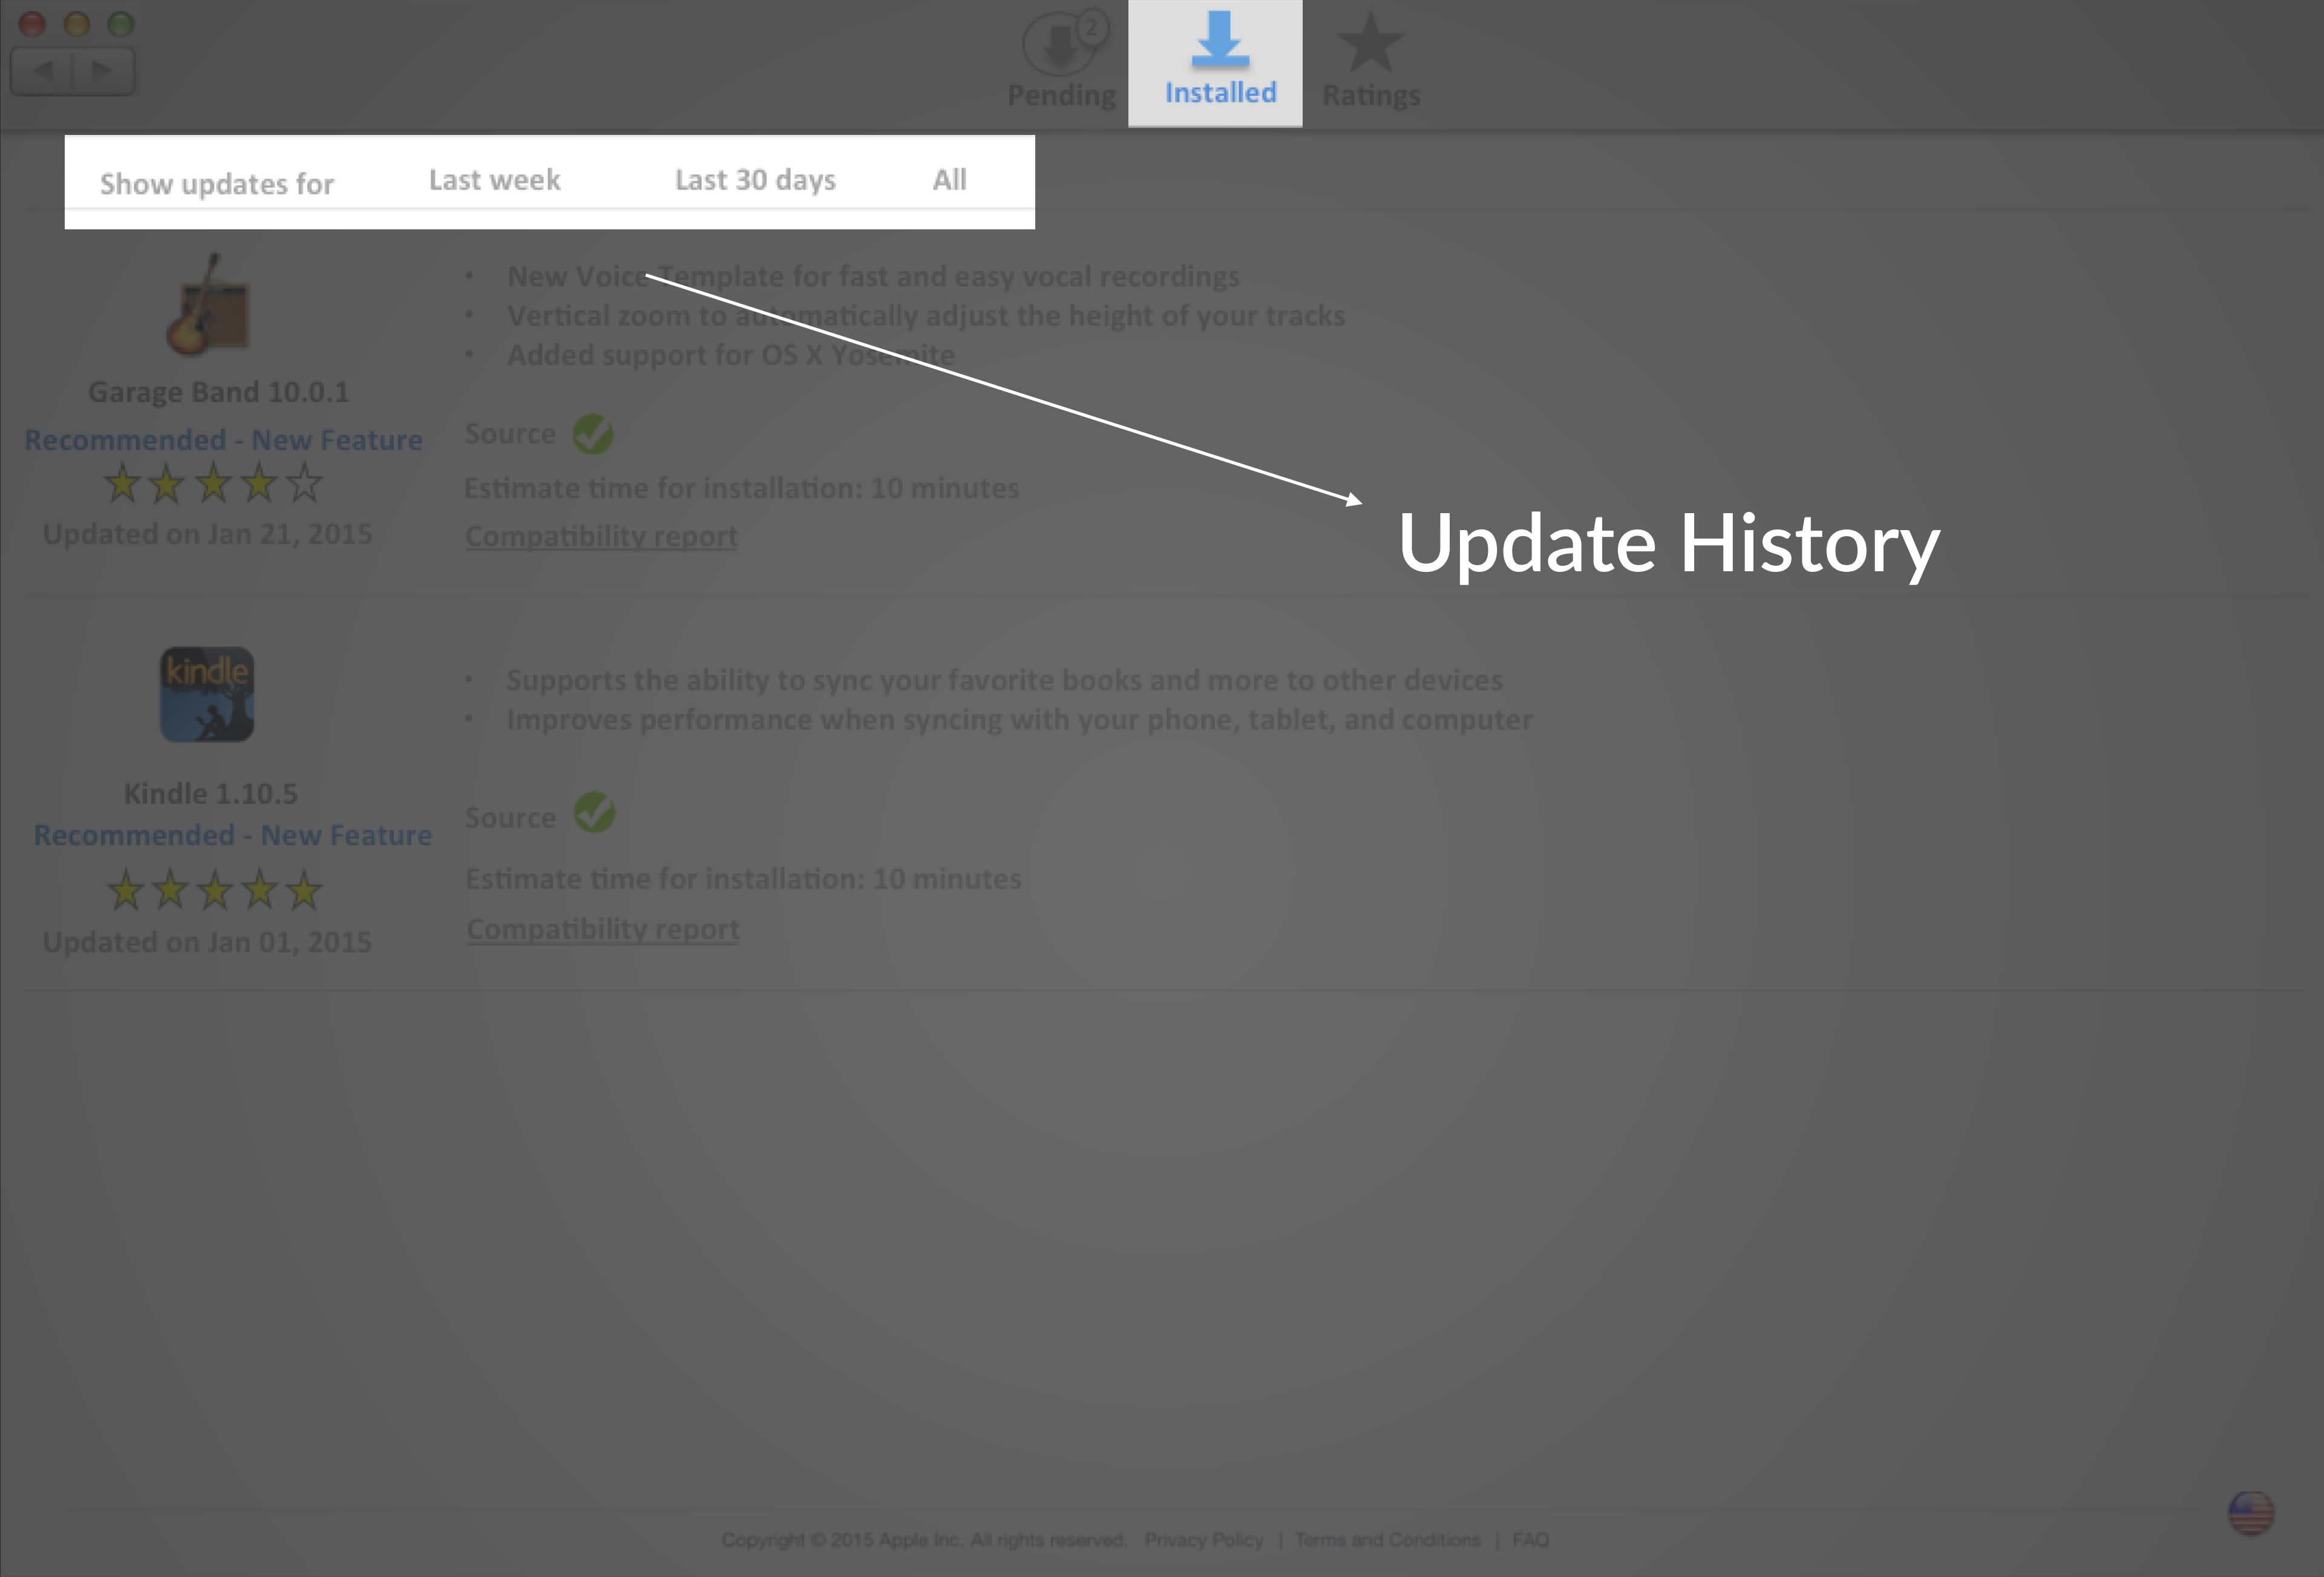 2
Pending
Installed
Ratings
Show updates for Last week Last 30 days All
• New Voice Template for fast and easy vocal recordings
• Vertical zoom to automatically adjust the height of your tracks
• Added support for OS X Yosemite
Garage Band 10.0.1
Recommended - New Feature
Updated on Jan 21, 2015
Source
Estimate time for installation: 10 minutes
Compatibility report
Update History
kindle
Kindle 1.10.5
Recommended - New Feature
Updated on Jan 01, 2015
• Supports the ability to sync your favorite books and more to other devices
• Improves performance when syncing with your phone, tablet, and computer
Source
Estimate time for installation: 10 minutes
Compatibility report
Copyright © 2015 Apple Inc. All rights reserved. Privacy Policy | Terms and Conditions | FAQ